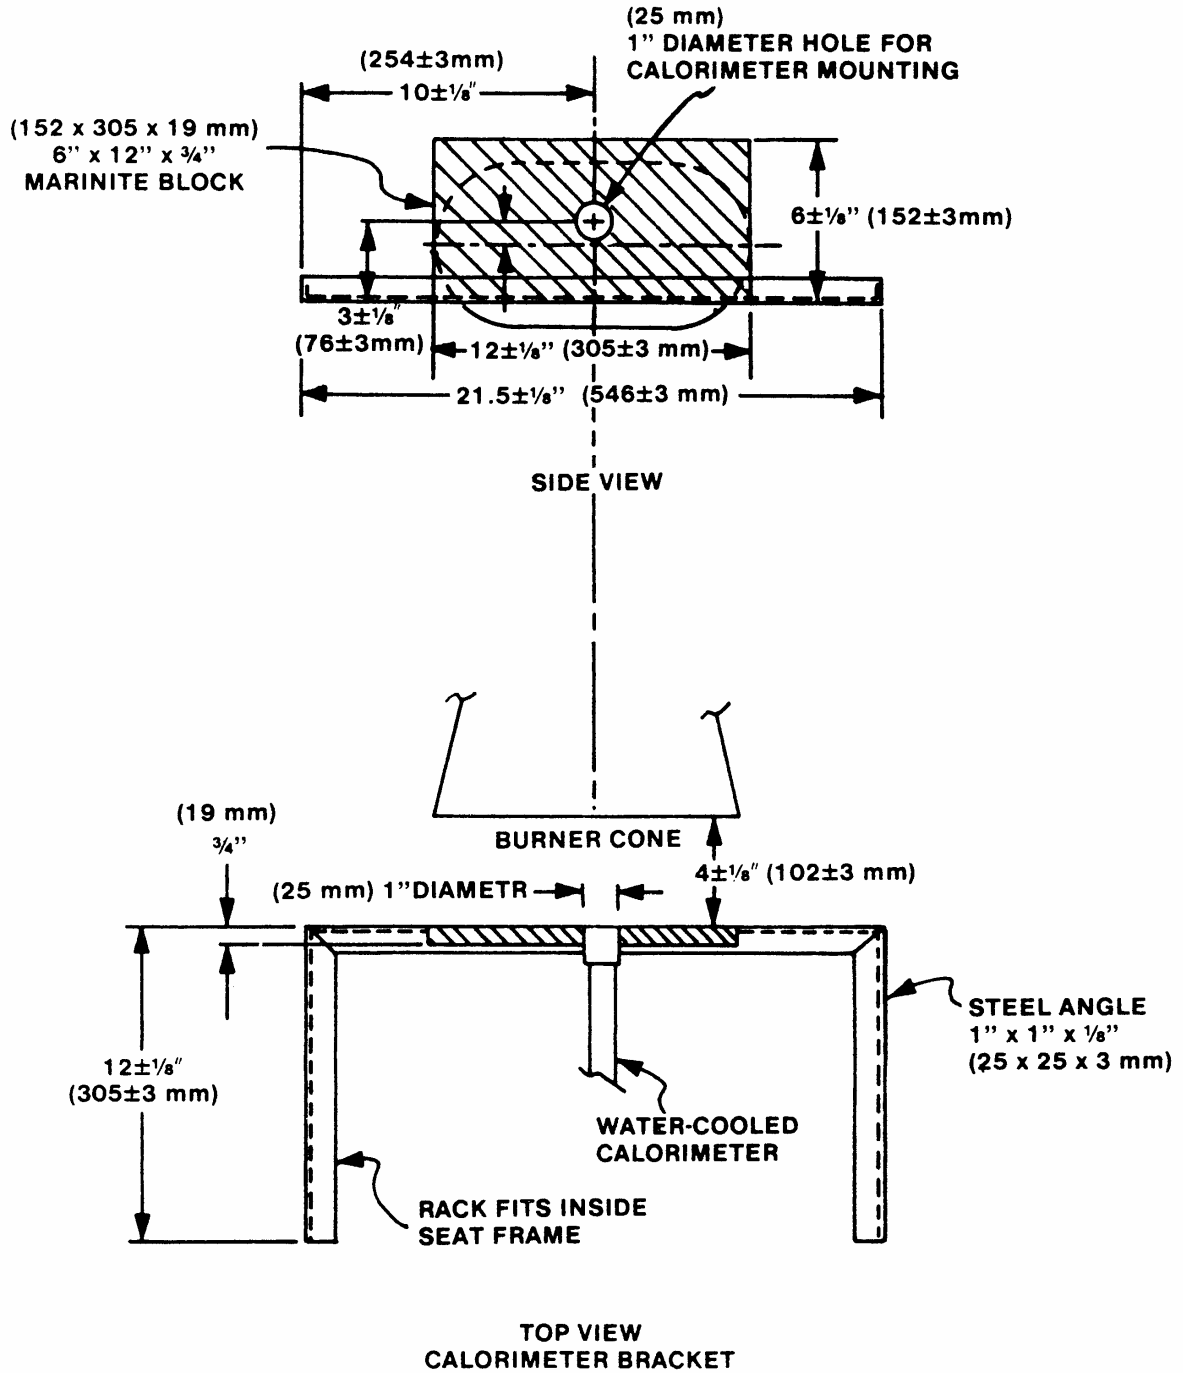 (25 mm)
1" DIAMETER HOLE FOR
CALORIMETER MOUNTING
(254±3mm)
10±⅛"
(152 x 305 x 19 mm)
6" x 12" x ¾"
MARINITE BLOCK
6±⅛" (152±3mm)
3±⅛"
(76±3mm)
12±⅛" (305±3 mm)
21.5±⅛" (546±3 mm)
SIDE VIEW
(19 mm)
¾"
BURNER CONE
4±⅛" (102±3 mm)
(25 mm) 1"DIAMETR
STEEL ANGLE
1" x 1" x ⅛"
(25 x 25 x 3 mm)
12±⅛"
(305±3 mm)
WATER-COOLED
CALORIMETER
RACK FITS INSIDE
SEAT FRAME
TOP VIEW
CALORIMETER BRACKET